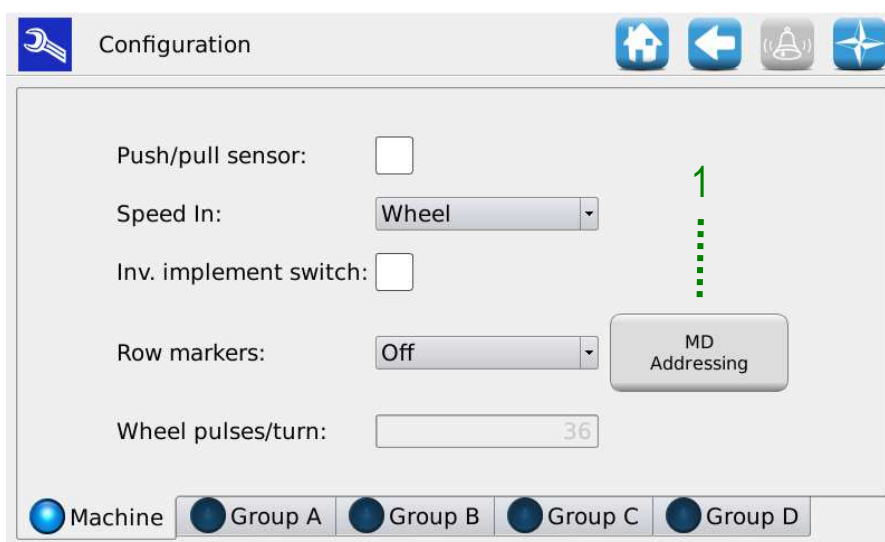 Configuration
Push/pull sensor:
1
Speed In: Wheel
Inv. implement switch:
Row markers: Off
MD
Addressing
Wheel pulses/turn: 36
Machine Group A Group B Group C Group D